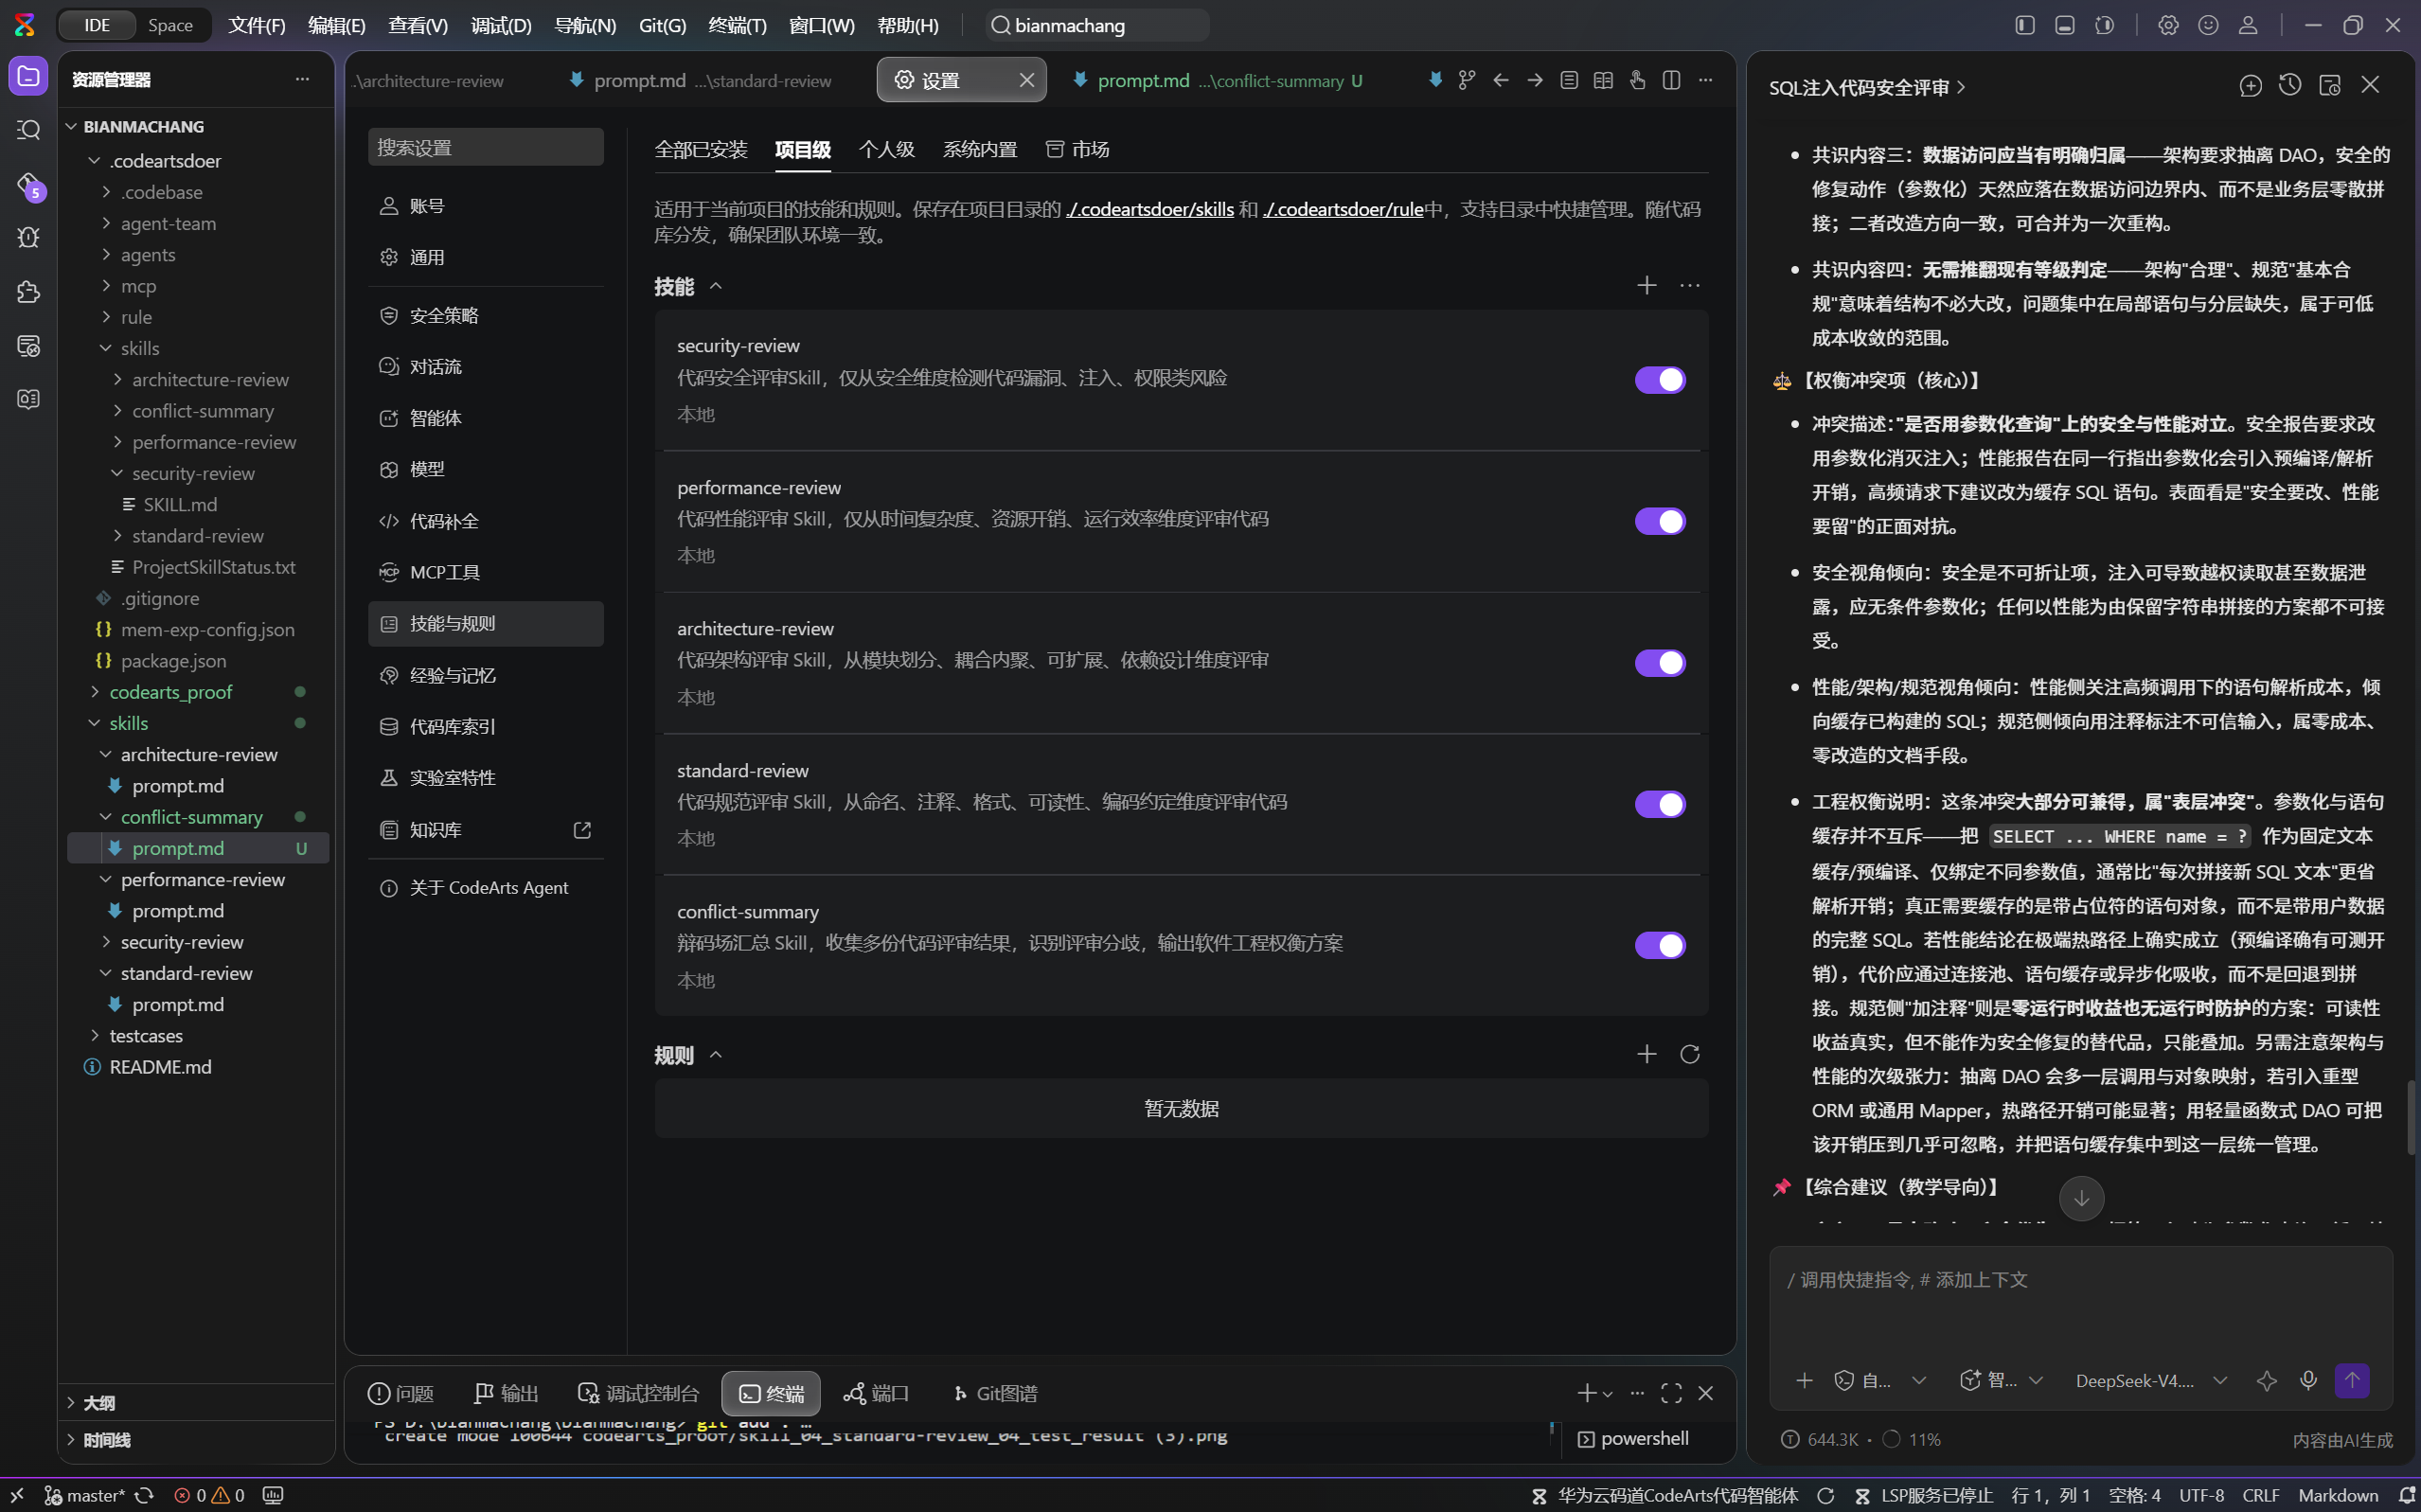 IDE Space 文件(F) 编辑(E) 查看(V) 调试(D) 导航(N) Git(G) 终端(T) 窗口(W) 帮助(H) bianmachang
资源管理器
BIANMACHANG
.codeartsdoer
.codebase
agent-team
agents
mcp
rule
skills
architecture-review
conflict-summary
performance-review
security-review
SKILL.md
standard-review
ProjectSkillStatus.txt
.gitignore
mem-exp-config.json
package.json
codearts_proof
skills
architecture-review
prompt.md
conflict-summary
prompt.md U
performance-review
prompt.md
security-review
standard-review
prompt.md
testcases
README.md
大纲
时间线
5
.\architecture-review prompt.md ...\standard-review 设置 prompt.md ...\conflict-summary U
搜索设置
账号
通用
安全策略
对话流
智能体
模型
代码补全
MCP工具
技能与规则
经验与记忆
代码库索引
实验室特性
知识库
关于 CodeArts Agent
全部已安装 项目级 个人级 系统内置 市场
适用于当前项目的技能和规则。保存在项目目录的 ./.codeartsdoer/skills 和 ./.codeartsdoer/rule中，支持目录中快捷管理。随代码
库分发，确保团队环境一致。
技能
security-review
代码安全评审Skill，仅从安全维度检测代码漏洞、注入、权限类风险
本地
performance-review
代码性能评审 Skill，仅从时间复杂度、资源开销、运行效率维度评审代码
本地
architecture-review
代码架构评审 Skill，从模块划分、耦合内聚、可扩展、依赖设计维度评审
本地
standard-review
代码规范评审 Skill，从命名、注释、格式、可读性、编码约定维度评审代码
本地
conflict-summary
辩码场汇总 Skill，收集多份代码评审结果，识别评审分歧，输出软件工程权衡方案
本地
规则
暂无数据
问题 输出 调试控制台 终端 端口 Git图谱
PS D:\bianmachang\bianmachang> git add . …
create mode 100644 codearts_proof/skill_04_standard-review_04_test_result (3).png
powershell
SQL注入代码安全评审
共识内容三：数据访问应当有明确归属——架构要求抽离 DAO，安全的
修复动作（参数化）天然应落在数据访问边界内、而不是业务层零散拼
接；二者改造方向一致，可合并为一次重构。
共识内容四：无需推翻现有等级判定——架构"合理"、规范"基本合
规"意味着结构不必大改，问题集中在局部语句与分层缺失，属于可低
成本收敛的范围。
【权衡冲突项（核心）】
冲突描述："是否用参数化查询"上的安全与性能对立。安全报告要求改
用参数化消灭注入；性能报告在同一行指出参数化会引入预编译/解析
开销，高频请求下建议改为缓存 SQL 语句。表面看是"安全要改、性能
要留"的正面对抗。
安全视角倾向：安全是不可折让项，注入可导致越权读取甚至数据泄
露，应无条件参数化；任何以性能为由保留字符串拼接的方案都不可接
受。
性能/架构/规范视角倾向：性能侧关注高频调用下的语句解析成本，倾
向缓存已构建的 SQL；规范侧倾向用注释标注不可信输入，属零成本、
零改造的文档手段。
工程权衡说明：这条冲突大部分可兼得，属"表层冲突"。参数化与语句
缓存并不互斥——把 SELECT ... WHERE name = ? 作为固定文本
缓存/预编译、仅绑定不同参数值，通常比"每次拼接新 SQL 文本"更省
解析开销；真正需要缓存的是带占位符的语句对象，而不是带用户数据
的完整 SQL。若性能结论在极端热路径上确实成立（预编译确有可测开
销），代价应通过连接池、语句缓存或异步化吸收，而不是回退到拼
接。规范侧"加注释"则是零运行时收益也无运行时防护的方案：可读性
收益真实，但不能作为安全修复的替代品，只能叠加。另需注意架构与
性能的次级张力：抽离 DAO 会多一层调用与对象映射，若引入重型
ORM 或通用 Mapper，热路径开销可能显著；用轻量函数式 DAO 可把
该开销压到几乎可忽略，并把语句缓存集中到这一层统一管理。
【综合建议（教学导向）】
/ 调用快捷指令, # 添加上下文
自... 智... DeepSeek-V4....
644.3K · 11% 内容由AI生成
master* 0 0 华为云码道CodeArts代码智能体 LSP服务已停止 行 1，列 1 空格: 4 UTF-8 CRLF Markdown